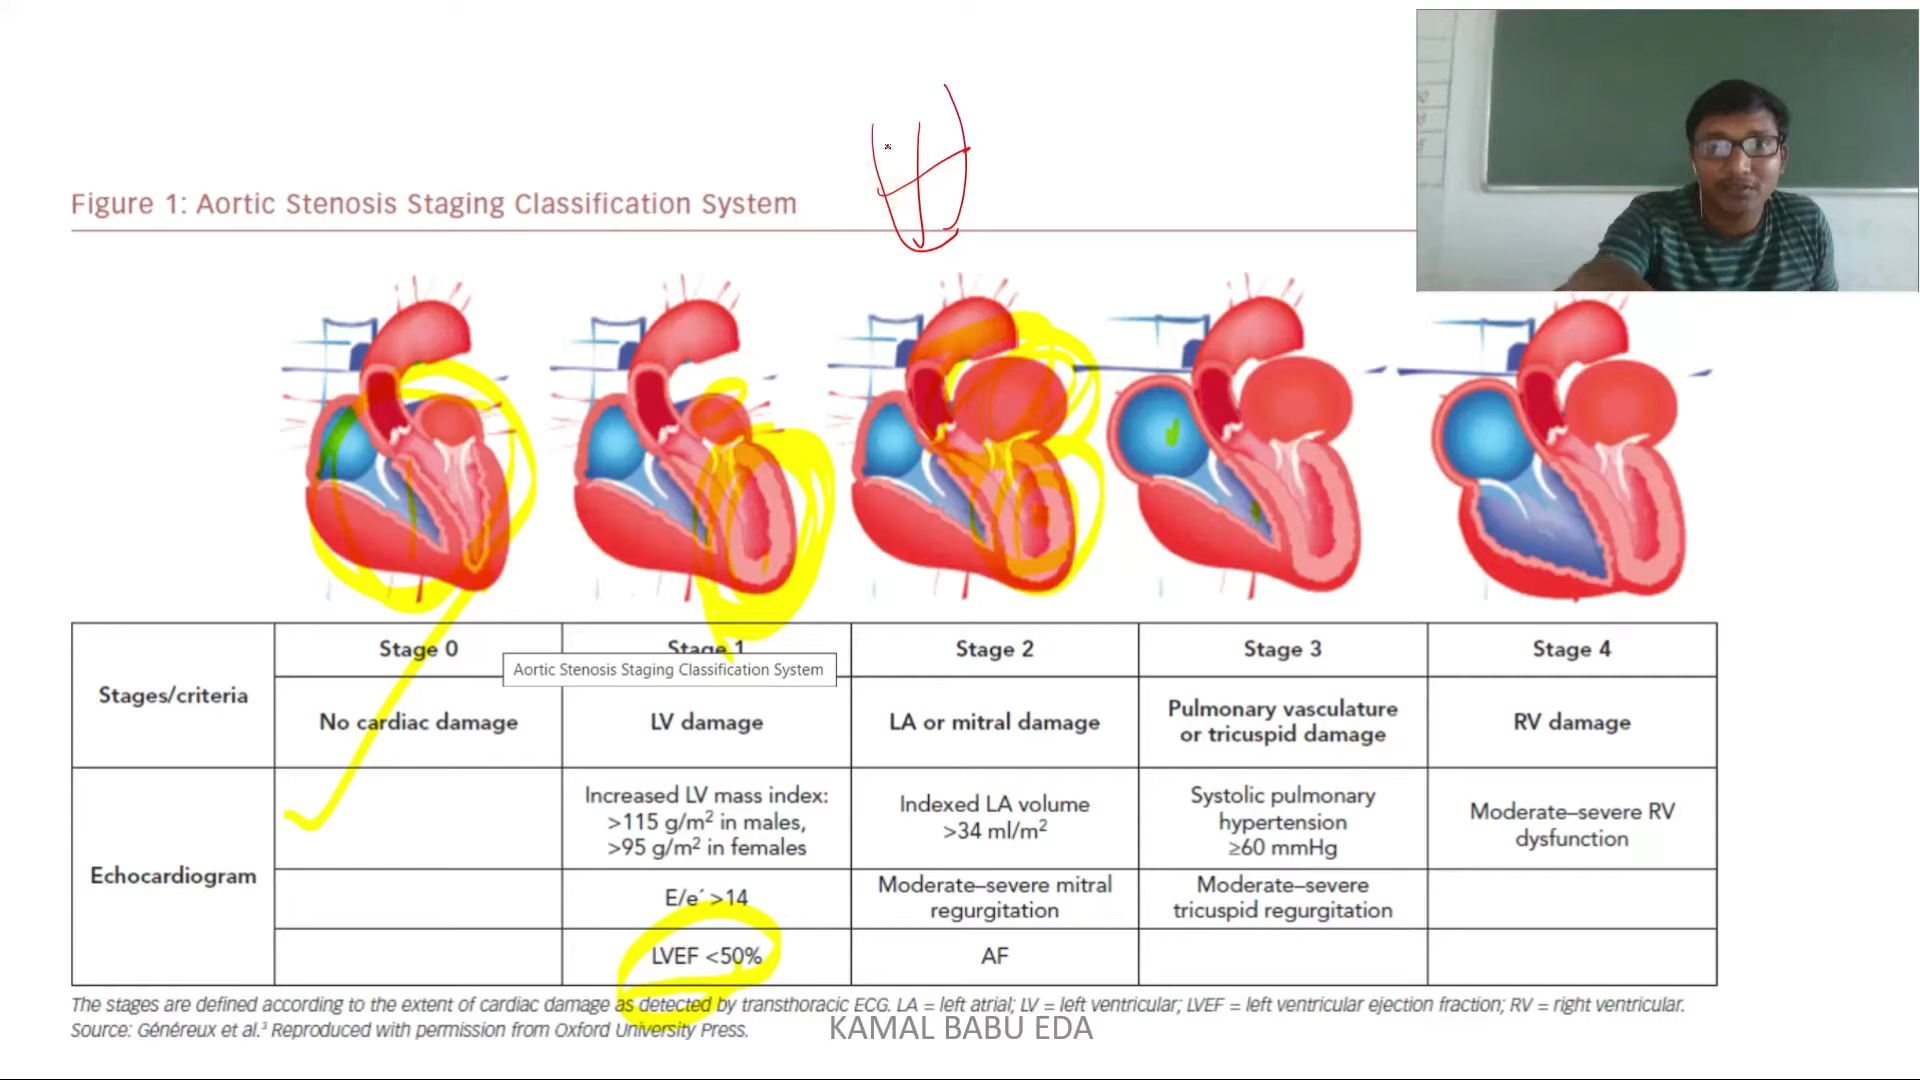 Figure 1: Aortic Stenosis Staging Classification System
Stages/criteria
Stage 0
Stage 1
Stage 2
Stage 3
Stage 4
Aortic Stenosis Staging Classification System
No cardiac damage
LV damage
LA or mitral damage
Pulmonary vasculature
or tricuspid damage
RV damage
Echocardiogram
Increased LV mass index:
>115 g/m² in males,
>95 g/m² in females
Indexed LA volume
>34 ml/m²
Systolic pulmonary
hypertension
≥60 mmHg
Moderate–severe RV
dysfunction
E/e´ >14
Moderate–severe mitral
regurgitation
Moderate–severe
tricuspid regurgitation
LVEF <50%
AF
The stages are defined according to the extent of cardiac damage as detected by transthoracic ECG. LA = left atrial; LV = left ventricular; LVEF = left ventricular ejection fraction; RV = right ventricular.
Source: Généreux et al.³ Reproduced with permission from Oxford University Press.
KAMAL BABU EDA